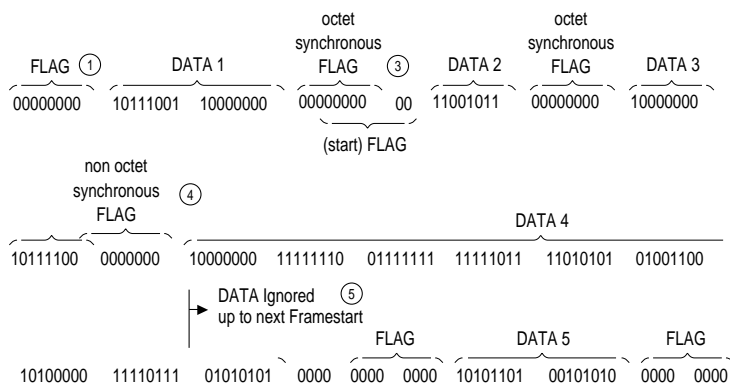 octet
synchronous
octet
synchronous
FLAG ① DATA 1 FLAG ③ DATA 2 FLAG DATA 3
00000000 10111001 10000000 00000000 00 11001011 00000000 10000000
(start) FLAG
non octet
synchronous ④
FLAG DATA 4
10111100 0000000 10000000 11111110 01111111 11111011 11010101 01001100
DATA Ignored ⑤
up to next Framestart
FLAG DATA 5 FLAG
10100000 11110111 01010101 0000 0000 0000 10101101 00101010 0000 0000